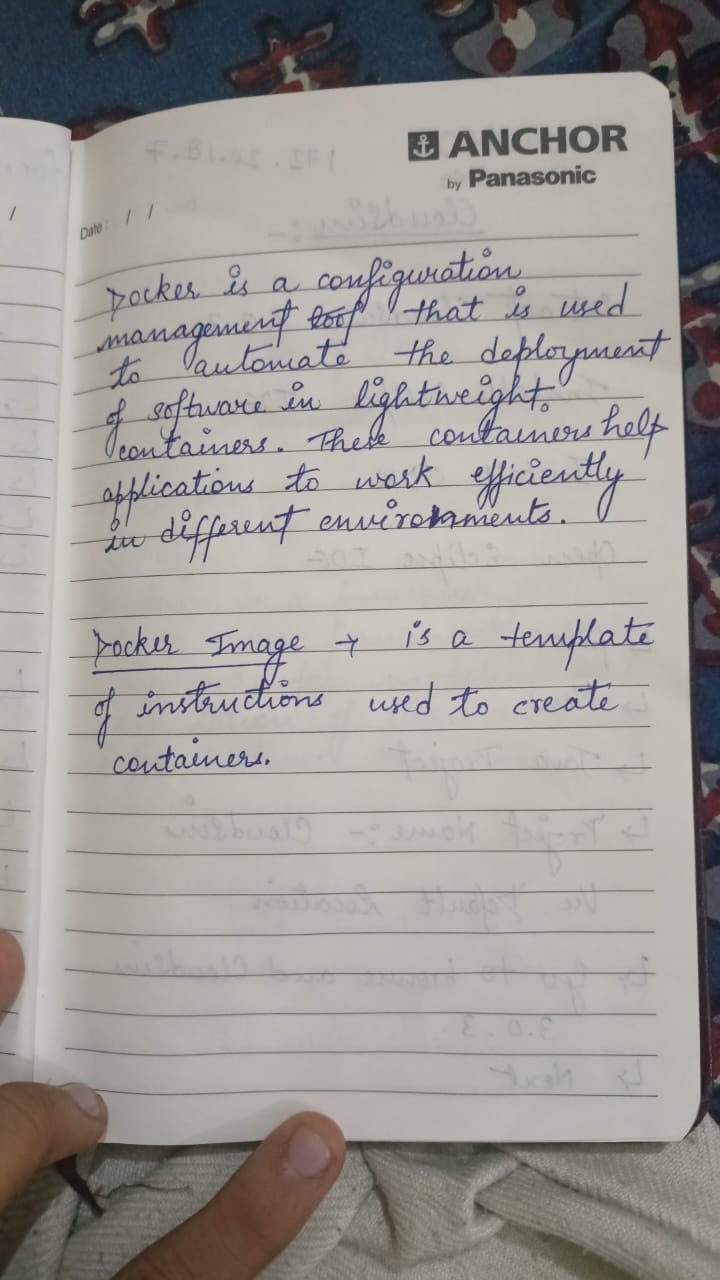 ANCHOR
by Panasonic
Date: / /
Docker is a configuration
management tool that is used
to automate the deployment
of software in lightweight
containers. These containers help
applications to work efficiently
in different environaments.
Docker Image → is a template
of instructions used to create
containers.